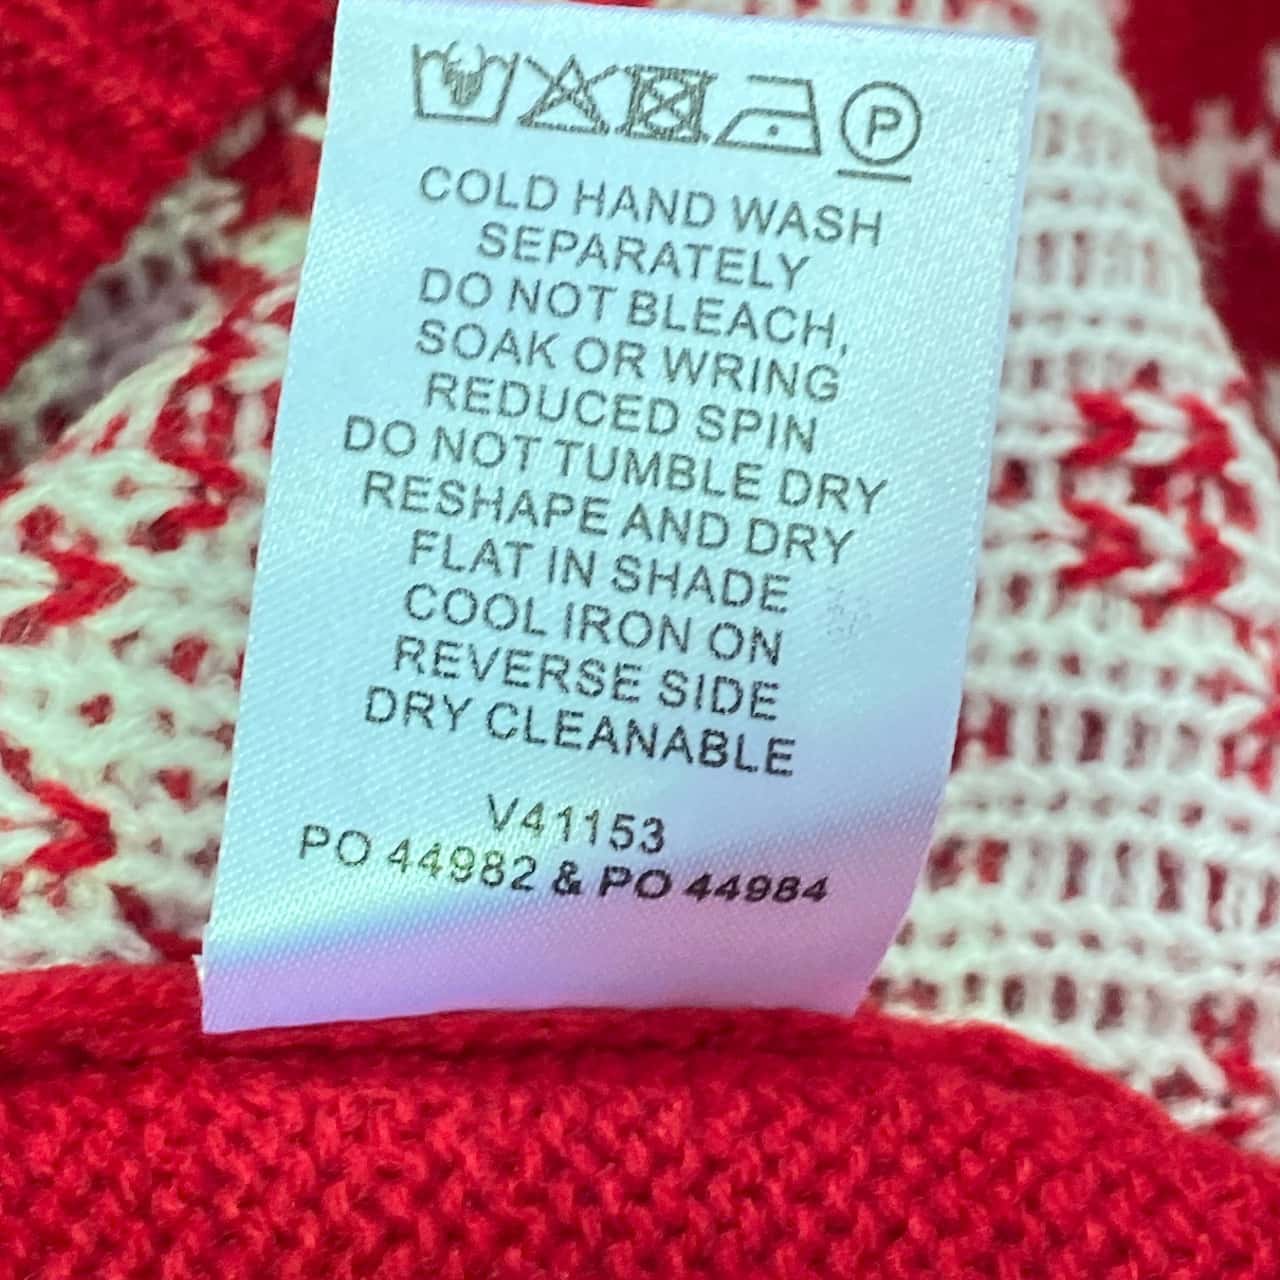 P
COLD HAND WASH
SEPARATELY
DO NOT BLEACH,
SOAK OR WRING
REDUCED SPIN
DO NOT TUMBLE DRY
RESHAPE AND DRY
FLAT IN SHADE
COOL IRON ON
REVERSE SIDE
DRY CLEANABLE
V41153
PO 44982 & PO 44984